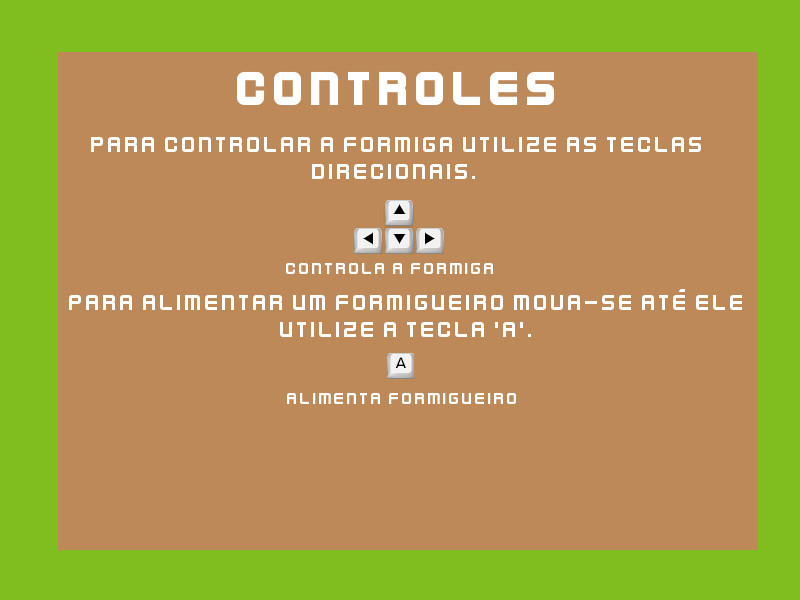 CONTROLES
PARA CONTROLAR A FORMIGA UTILIZE AS TECLAS
DIRECIONAIS.
CONTROLA A FORMIGA
PARA ALIMENTAR UM FORMIGUEIRO MOVA-SE ATÉ ELE
UTILIZE A TECLA 'A'.
A
ALIMENTA FORMIGUEIRO